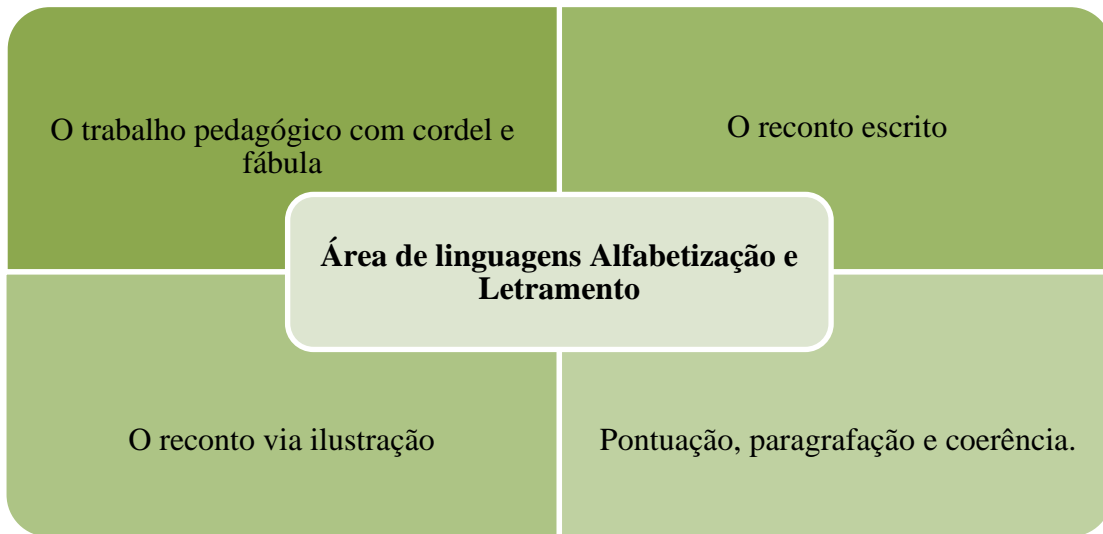 O trabalho pedagógico com cordel e
fábula
O reconto escrito
Área de linguagens Alfabetização e
Letramento
O reconto via ilustração
Pontuação, paragrafação e coerência.